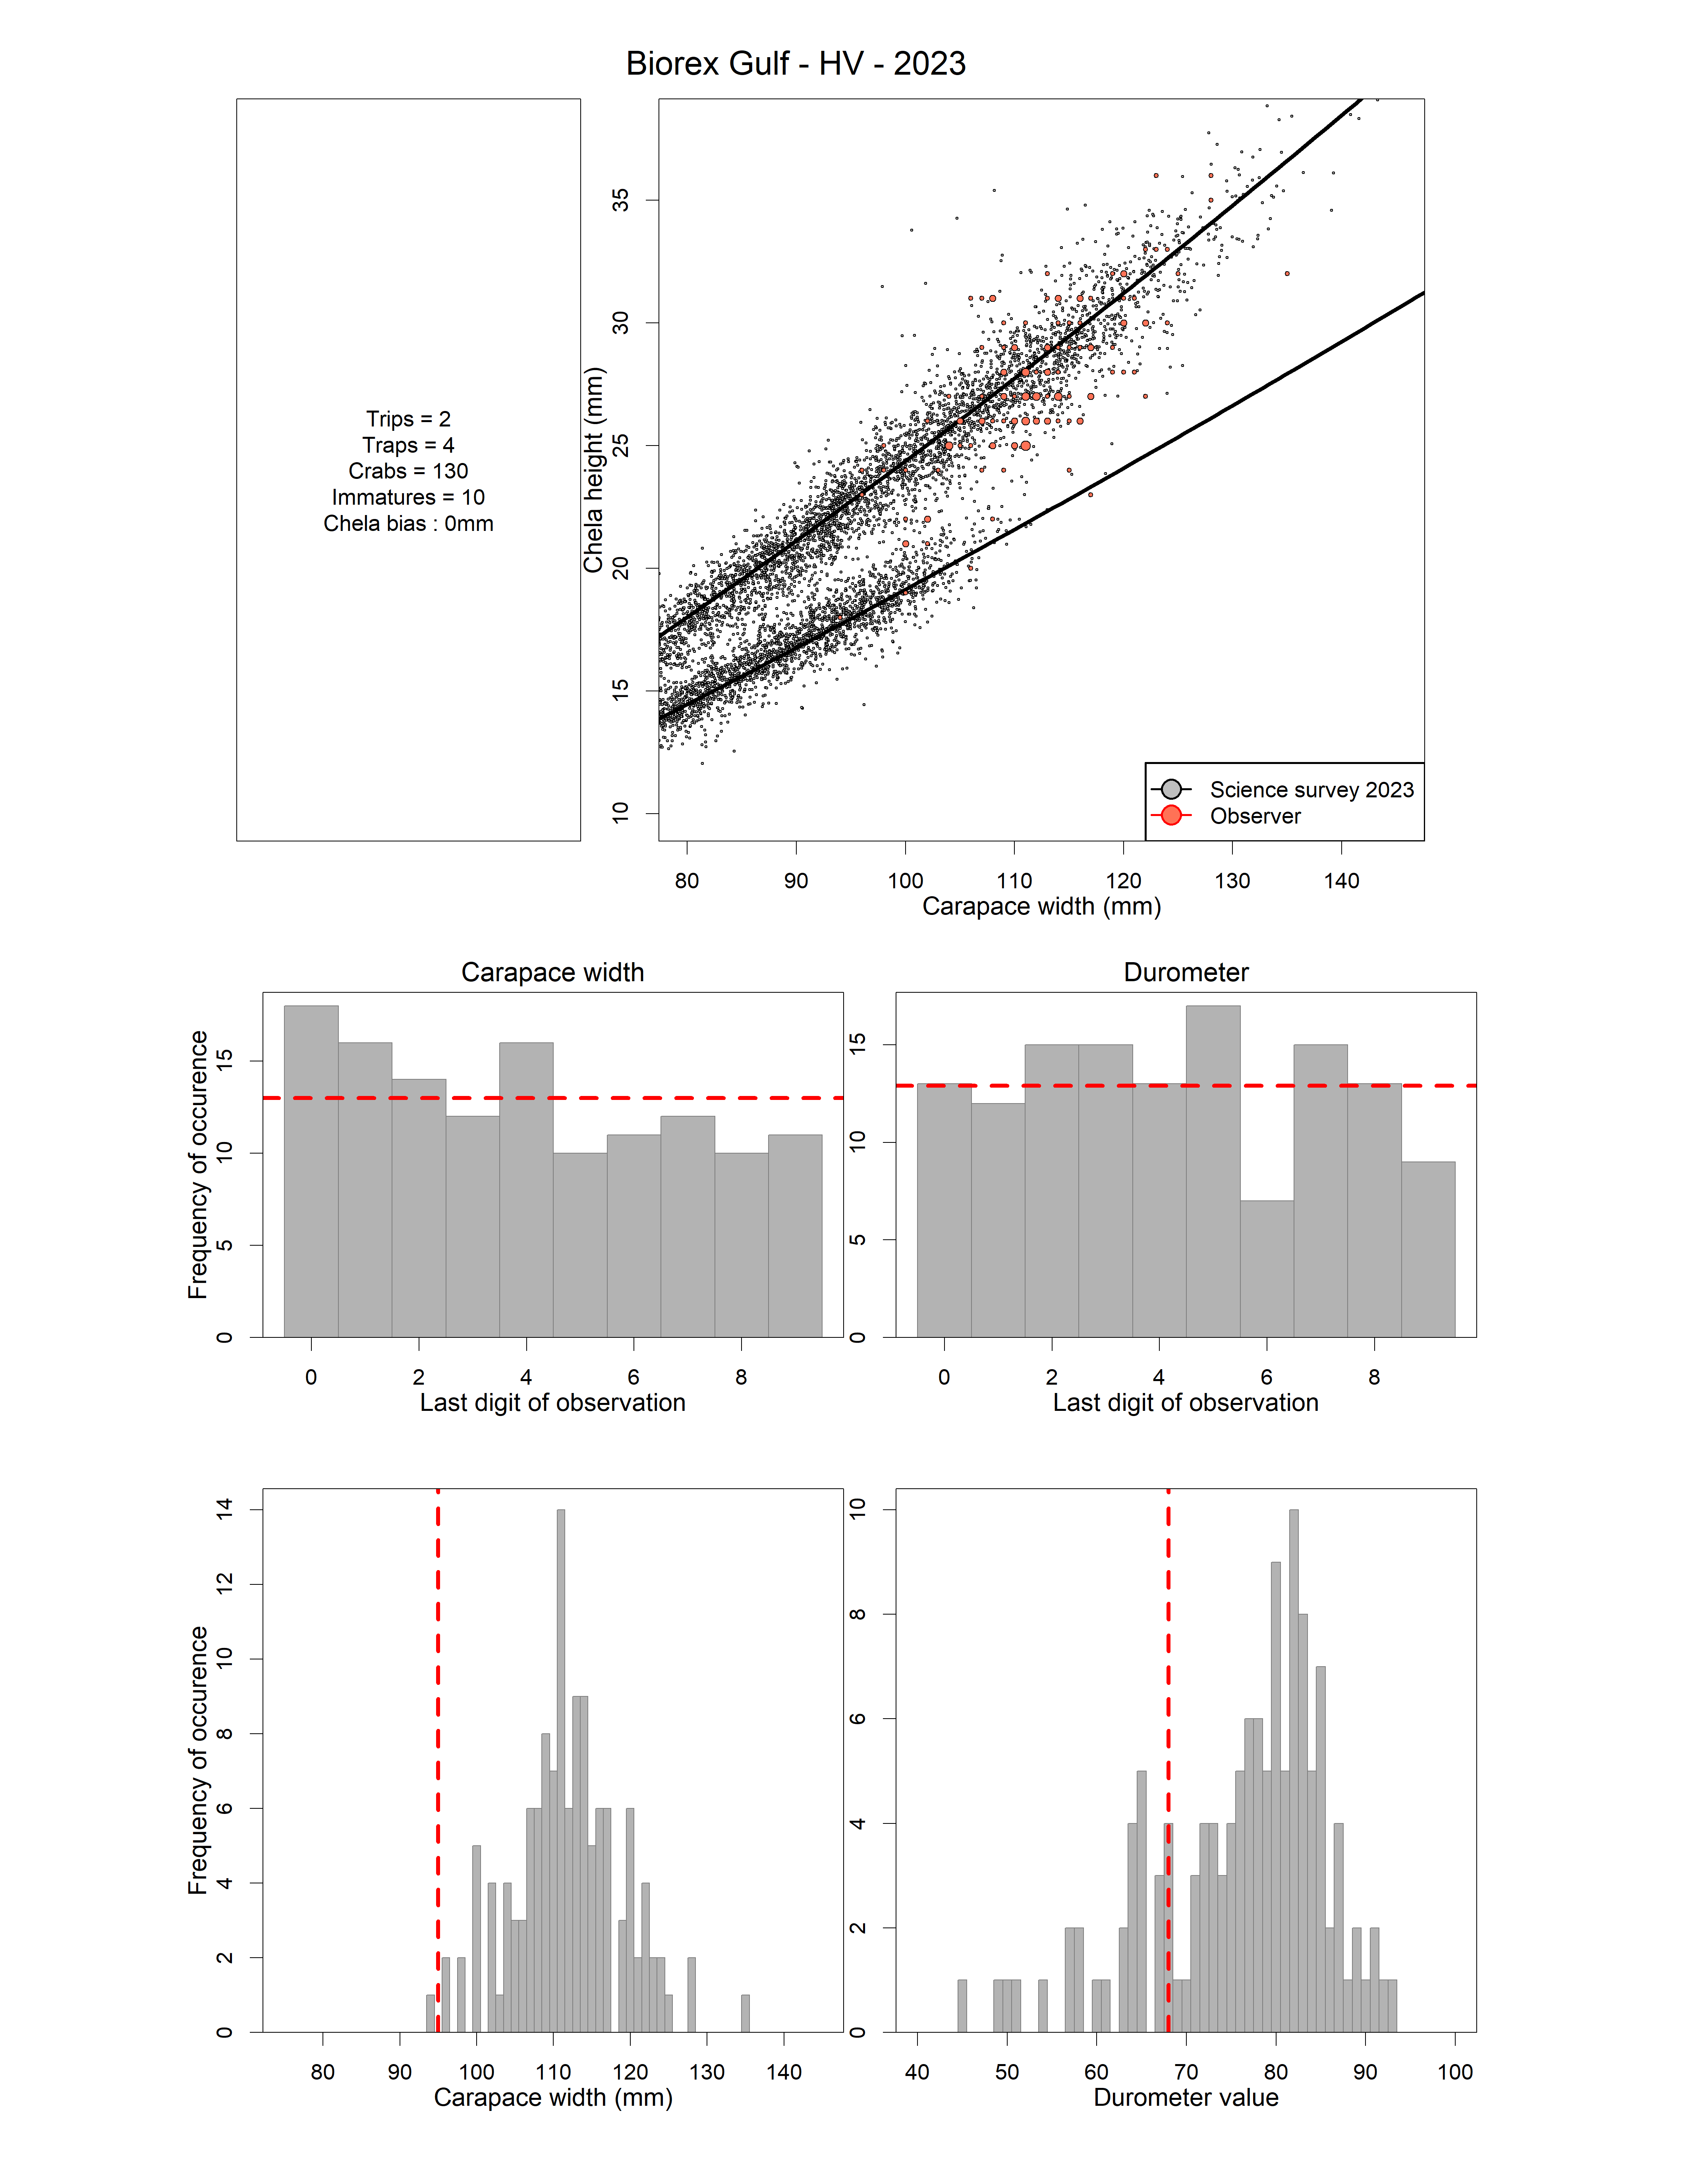 Biorex Gulf - HV - 2023
Trips = 2
Traps = 4
Crabs = 130
Immatures = 10
Chela bias : 0mm
Chela height (mm)
35
30
25
20
15
10
Science survey 2023
Observer
80 90 100 110 120 130 140
Carapace width (mm)
Carapace width
Frequency of occurence
15
10
5
0
0 2 4 6 8
Last digit of observation
Durometer
15
10
5
0
0 2 4 6 8
Last digit of observation
Frequency of occurence
14
12
10
8
6
4
2
0
80 90 100 110 120 130 140
Carapace width (mm)
10
8
6
4
2
0
40 50 60 70 80 90 100
Durometer value